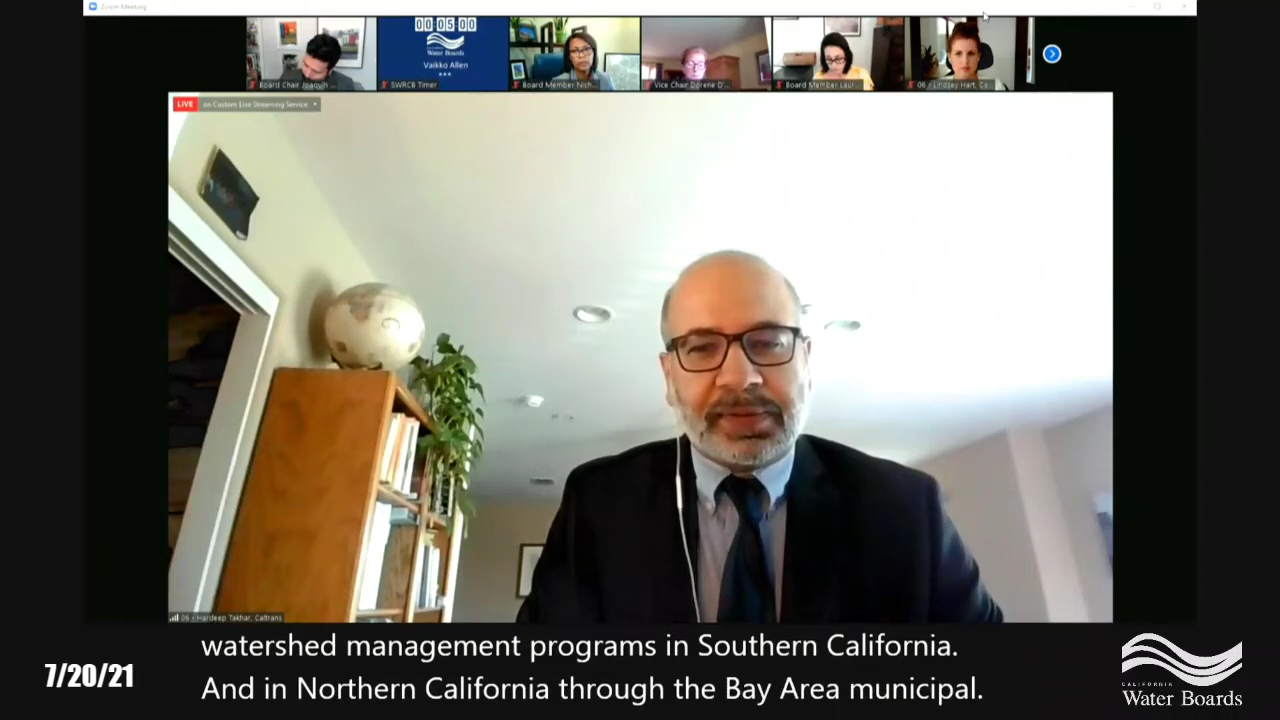 Zoom Meeting
00:05:00
CALIFORNIA
Water Boards
Vaikko Allen
Board Chair Joaquin ...
SWRCB Timer
Board Member Nich...
Vice Chair Dorene D'...
Board Member Laur...
06 - Lindsey Hart, Ca...
LIVE on Custom Live Streaming Service
06 - Hardeep Takhar, Caltrans
watershed management programs in Southern California.
And in Northern California through the Bay Area municipal.
7/20/21
CALIFORNIA
Water Boards